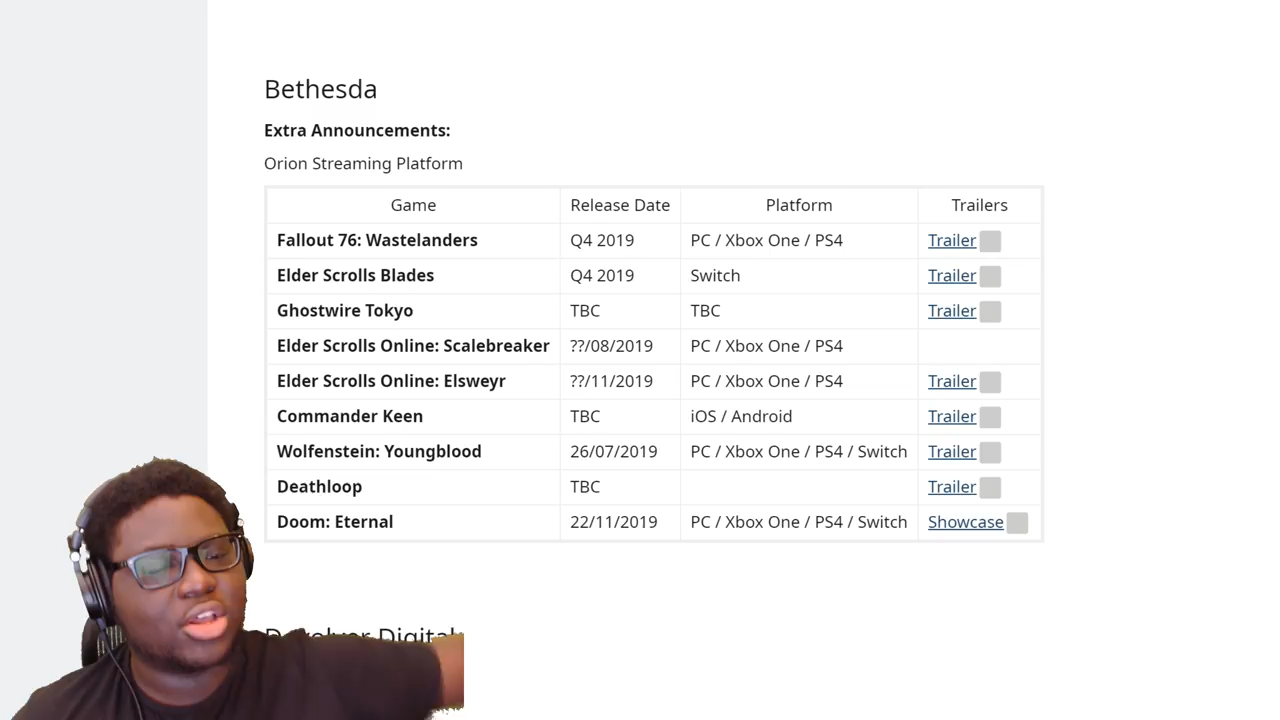 Bethesda
Extra Announcements:
Orion Streaming Platform
Game Release Date Platform Trailers
Fallout 76: Wastelanders Q4 2019 PC / Xbox One / PS4 Trailer
Elder Scrolls Blades Q4 2019 Switch Trailer
Ghostwire Tokyo TBC TBC Trailer
Elder Scrolls Online: Scalebreaker ??/08/2019 PC / Xbox One / PS4
Elder Scrolls Online: Elsweyr ??/11/2019 PC / Xbox One / PS4 Trailer
Commander Keen TBC iOS / Android Trailer
Wolfenstein: Youngblood 26/07/2019 PC / Xbox One / PS4 / Switch Trailer
Deathloop TBC Trailer
Doom: Eternal 22/11/2019 PC / Xbox One / PS4 / Switch Showcase
Devolver Digital